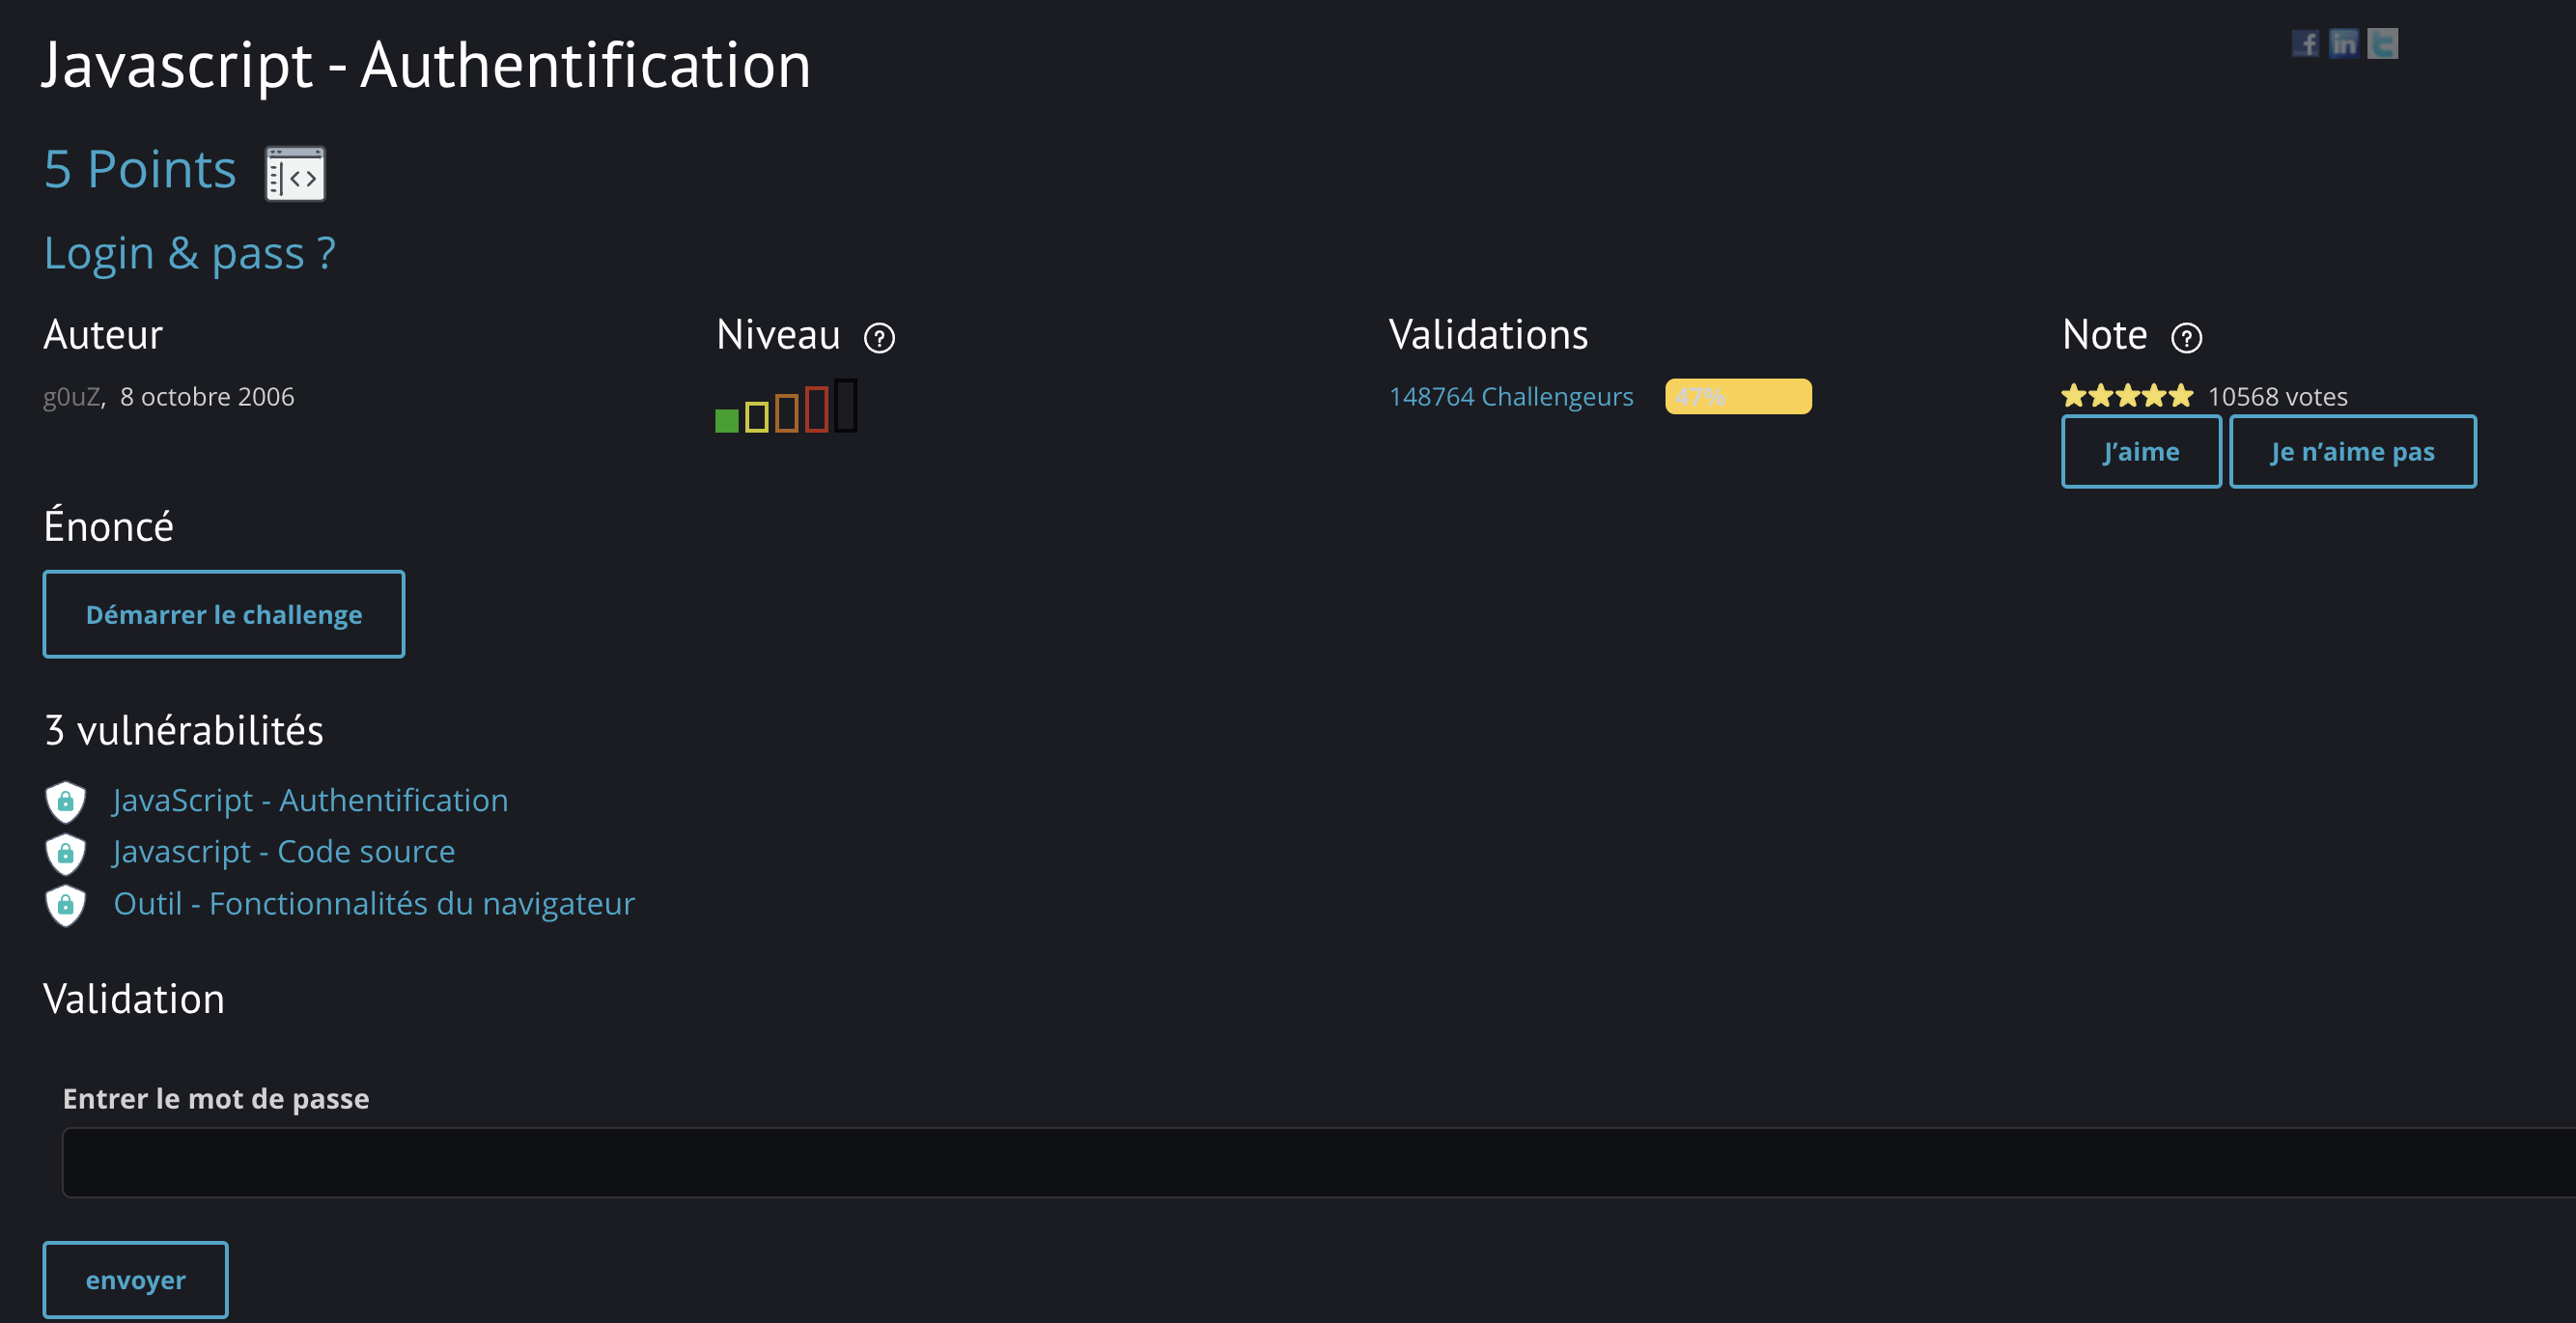 Javascript - Authentification
5 Points
Login & pass ?
Auteur
g0uZ, 8 octobre 2006
Niveau
Validations
148764 Challengeurs 47%
Note
10568 votes
J’aime Je n’aime pas
Énoncé
Démarrer le challenge
3 vulnérabilités
JavaScript - Authentification
Javascript - Code source
Outil - Fonctionnalités du navigateur
Validation
Entrer le mot de passe
envoyer